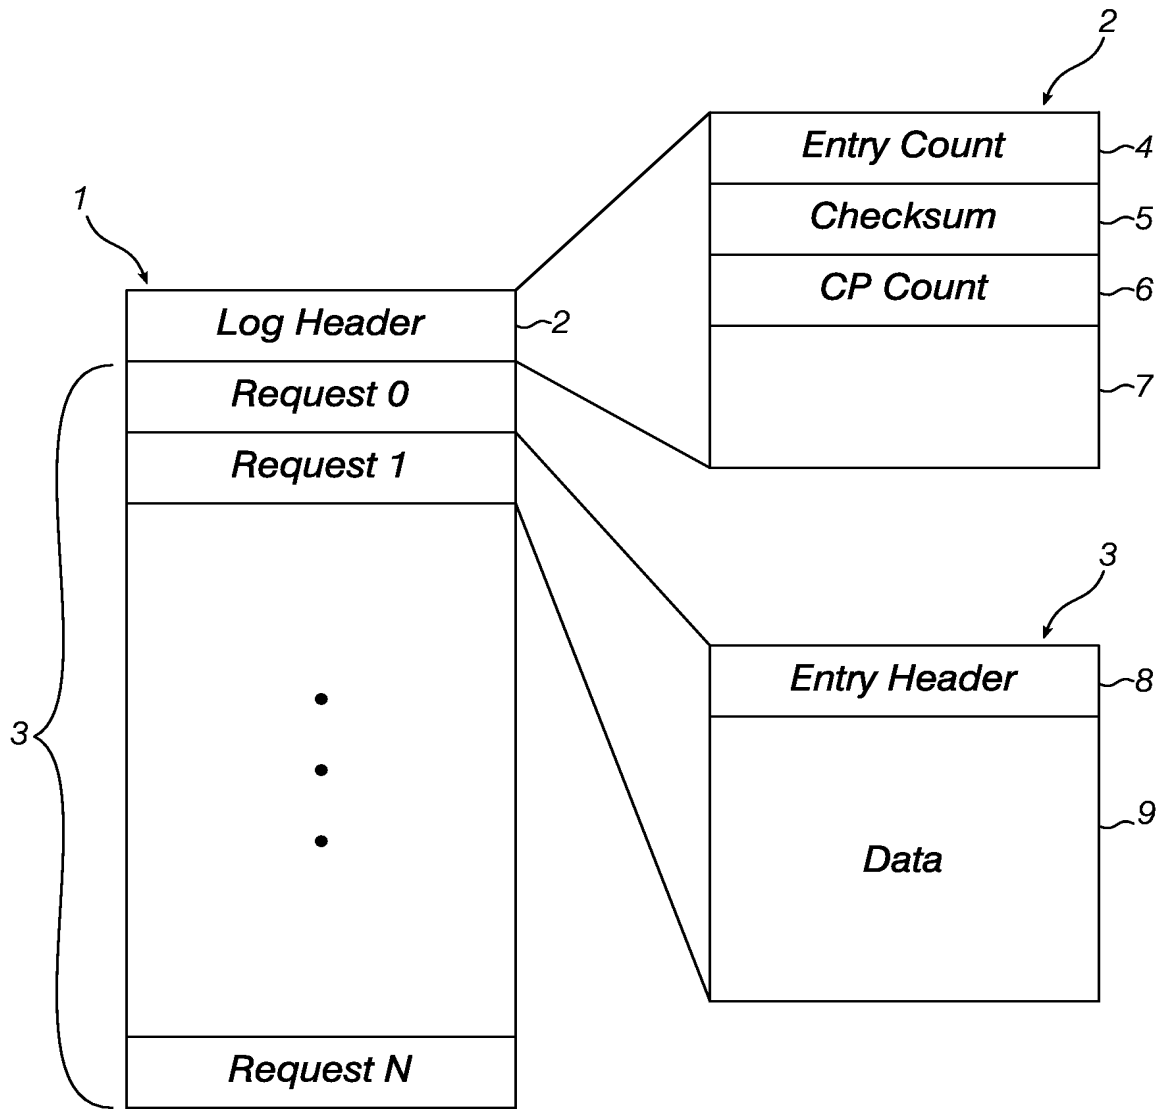 2
Entry Count
4
1
Checksum
5
CP Count
6
Log Header
2
Request 0
7
Request 1
3
Entry Header
8
3
9
Data
Request N